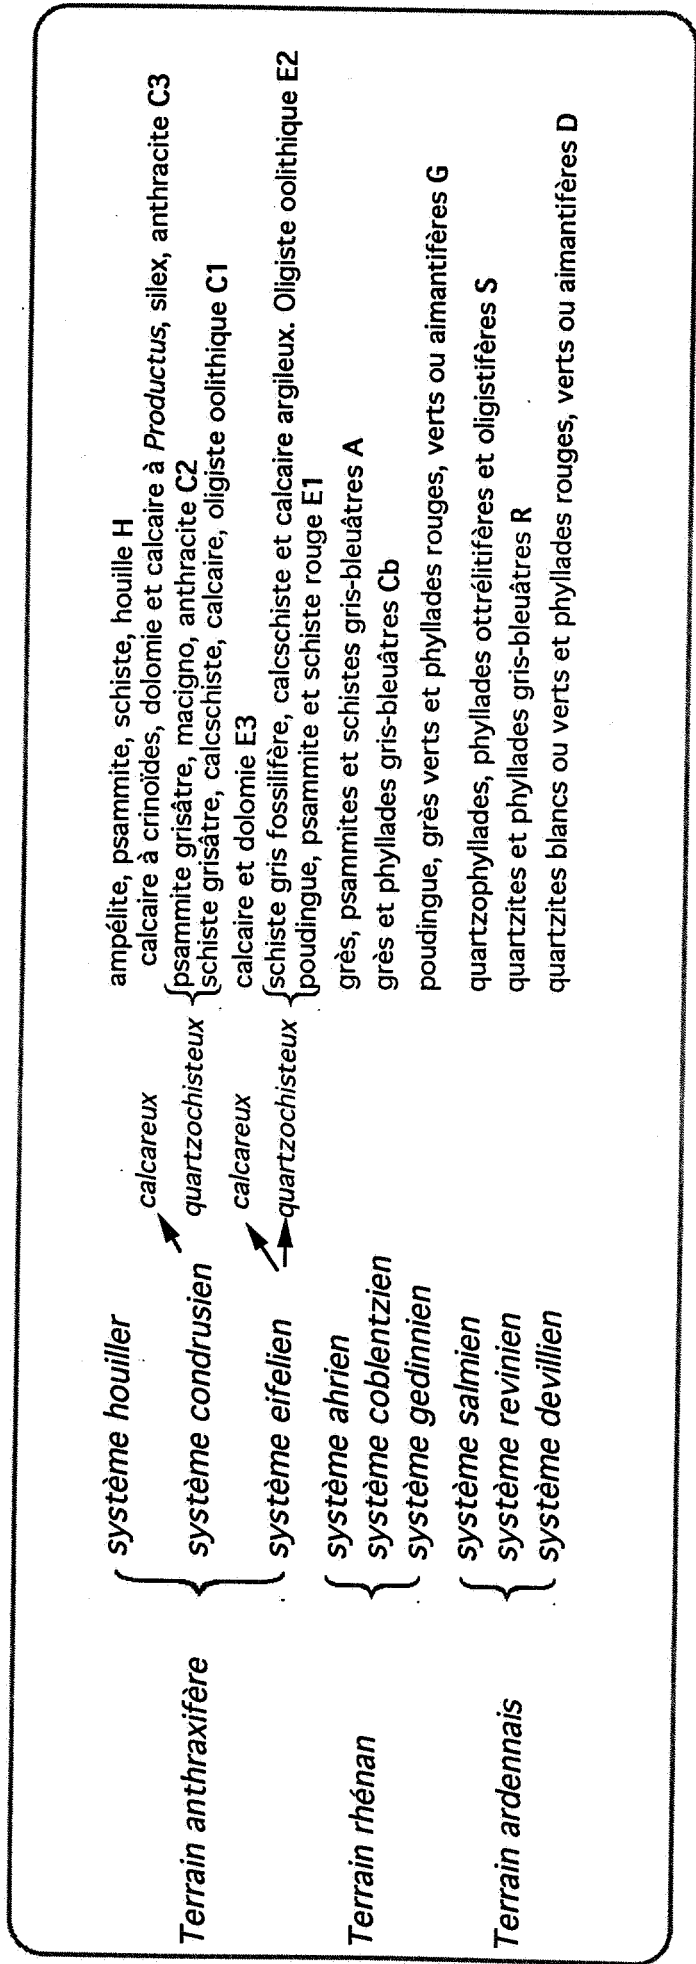 Terrain anthraxifère
système houiller
ampélite, psammite, schiste, houille H
système condrusien
calcareux
calcaire à crinoïdes, dolomie et calcaire à Productus, silex, anthracite C3
quartzochisteux
psammite grisâtre, macigno, anthracite C2
schiste grisâtre, calcschiste, calcaire, oligiste oolithique C1
système eifelien
calcareux
calcaire et dolomie E3
quartzochisteux
schiste gris fossilifère, calcschiste et calcaire argileux. Oligiste oolithique E2
poudingue, psammite et schiste rouge E1
Terrain rhénan
système ahrien
grès, psammites et schistes gris-bleuâtres A
système coblentzien
grès et phyllades gris-bleuâtres Cb
système gedinnien
poudingue, grès verts et phyllades rouges, verts ou aimantifères G
Terrain ardennais
système salmien
quartzophyllades, phyllades ottrélitifères et oligistifères S
système revinien
quartzites et phyllades gris-bleuâtres R
système devillien
quartzites blancs ou verts et phyllades rouges, verts ou aimantifères D